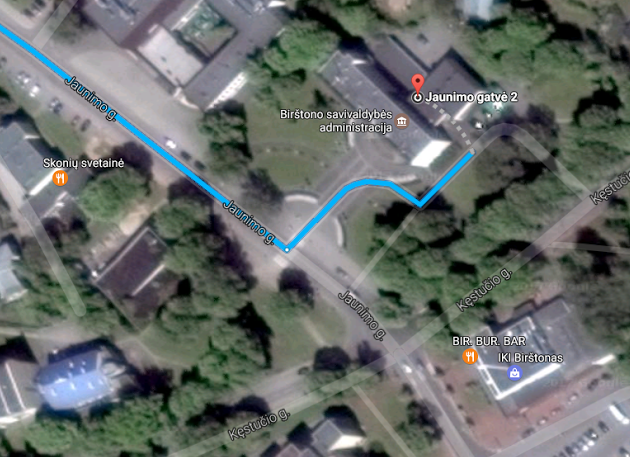 Jaunimo g.
Jaunimo gatvė 2
Birštono savivaldybės
administracija
Skonių svetainė
Jaunimo g.
Kęstučio g.
Kęstučio g.
Jaunimo g.
BIR. BUR. BAR
IKI Birštonas
Kęstučio g.